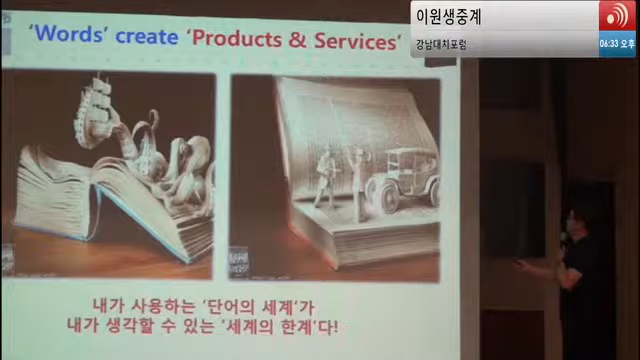 이원생중계
강남대치포럼
06:33 오후
'Words' create 'Products & Services'
내가 사용하는 '단어의 세계'가
내가 생각할 수 있는 '세계의 한계'다!